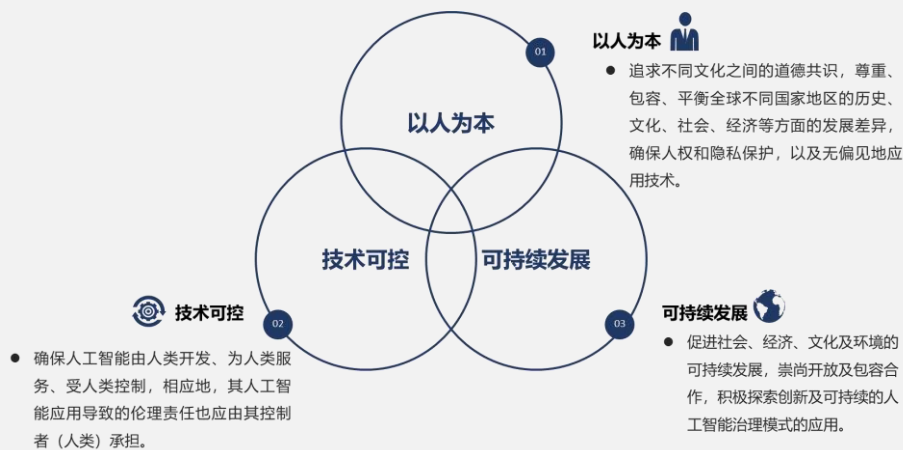 01
以人为本
追求不同文化之间的道德共识，尊重、
包容、平衡全球不同国家地区的历史、
文化、社会、经济等方面的发展差异，
确保人权和隐私保护，以及无偏见地应
用技术。
以人为本
技术可控
可持续发展
02
技术可控
确保人工智能由人类开发、为人类服
务、受人类控制，相应地，其人工智
能应用导致的伦理责任也应由其控制
者（人类）承担。
03
可持续发展
促进社会、经济、文化及环境的
可持续发展，崇尚开放及包容合
作，积极探索创新及可持续的人
工智能治理模式的应用。